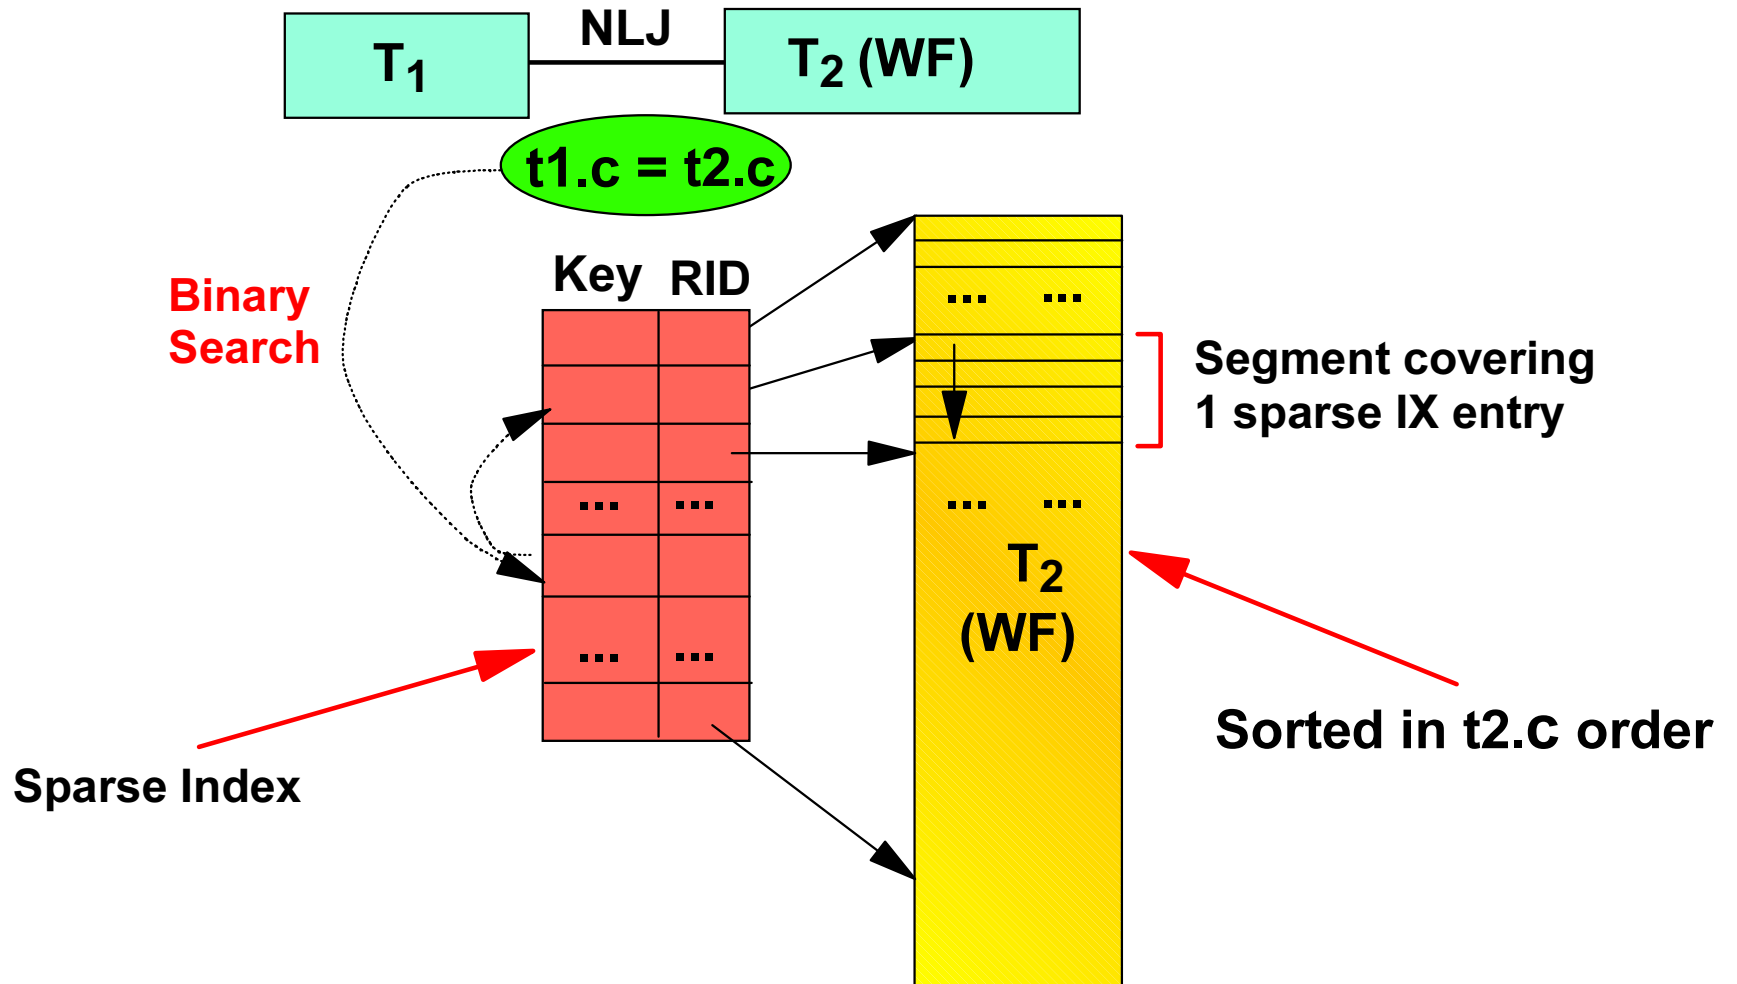 T1
NLJ
T2 (WF)
t1.c = t2.c
Key RID
Binary
Search
... ...
... ...
Segment covering
1 sparse IX entry
... ...
... ...
T2
(WF)
Sparse Index
Sorted in t2.c order